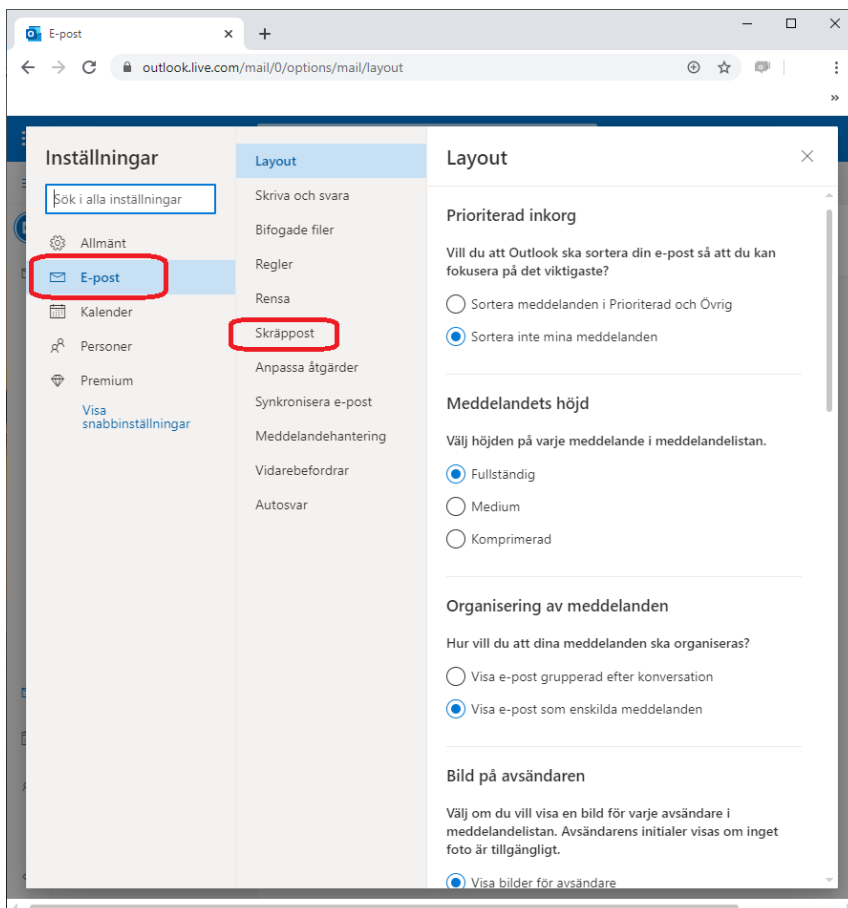 E-post
outlook.live.com/mail/0/options/mail/layout
Inställningar
Sök i alla inställningar
Allmänt
E-post
Kalender
Personer
Premium
Visa
snabbinställningar
Layout
Skriva och svara
Bifogade filer
Regler
Rensa
Skräppost
Anpassa åtgärder
Synkronisera e-post
Meddelandehantering
Vidarebefordrar
Autosvar
Layout
Prioriterad inkorg
Vill du att Outlook ska sortera din e-post så att du kan
fokusera på det viktigaste?
Sortera meddelanden i Prioriterad och Övrig
Sortera inte mina meddelanden
Meddelandets höjd
Välj höjden på varje meddelande i meddelandelistan.
Fullständig
Medium
Komprimerad
Organisering av meddelanden
Hur vill du att dina meddelanden ska organiseras?
Visa e-post grupperad efter konversation
Visa e-post som enskilda meddelanden
Bild på avsändaren
Välj om du vill visa en bild för varje avsändare i
meddelandelistan. Avsändarens initialer visas om inget
foto är tillgängligt.
Visa bilder för avsändare